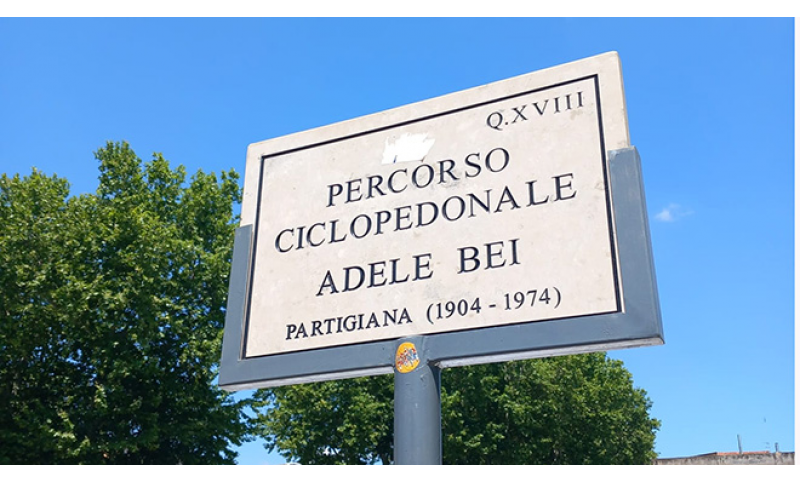 Q.XVIII
PERCORSO
CICLOPEDONALE
ADELE BEI
PARTIGIANA (1904 - 1974)